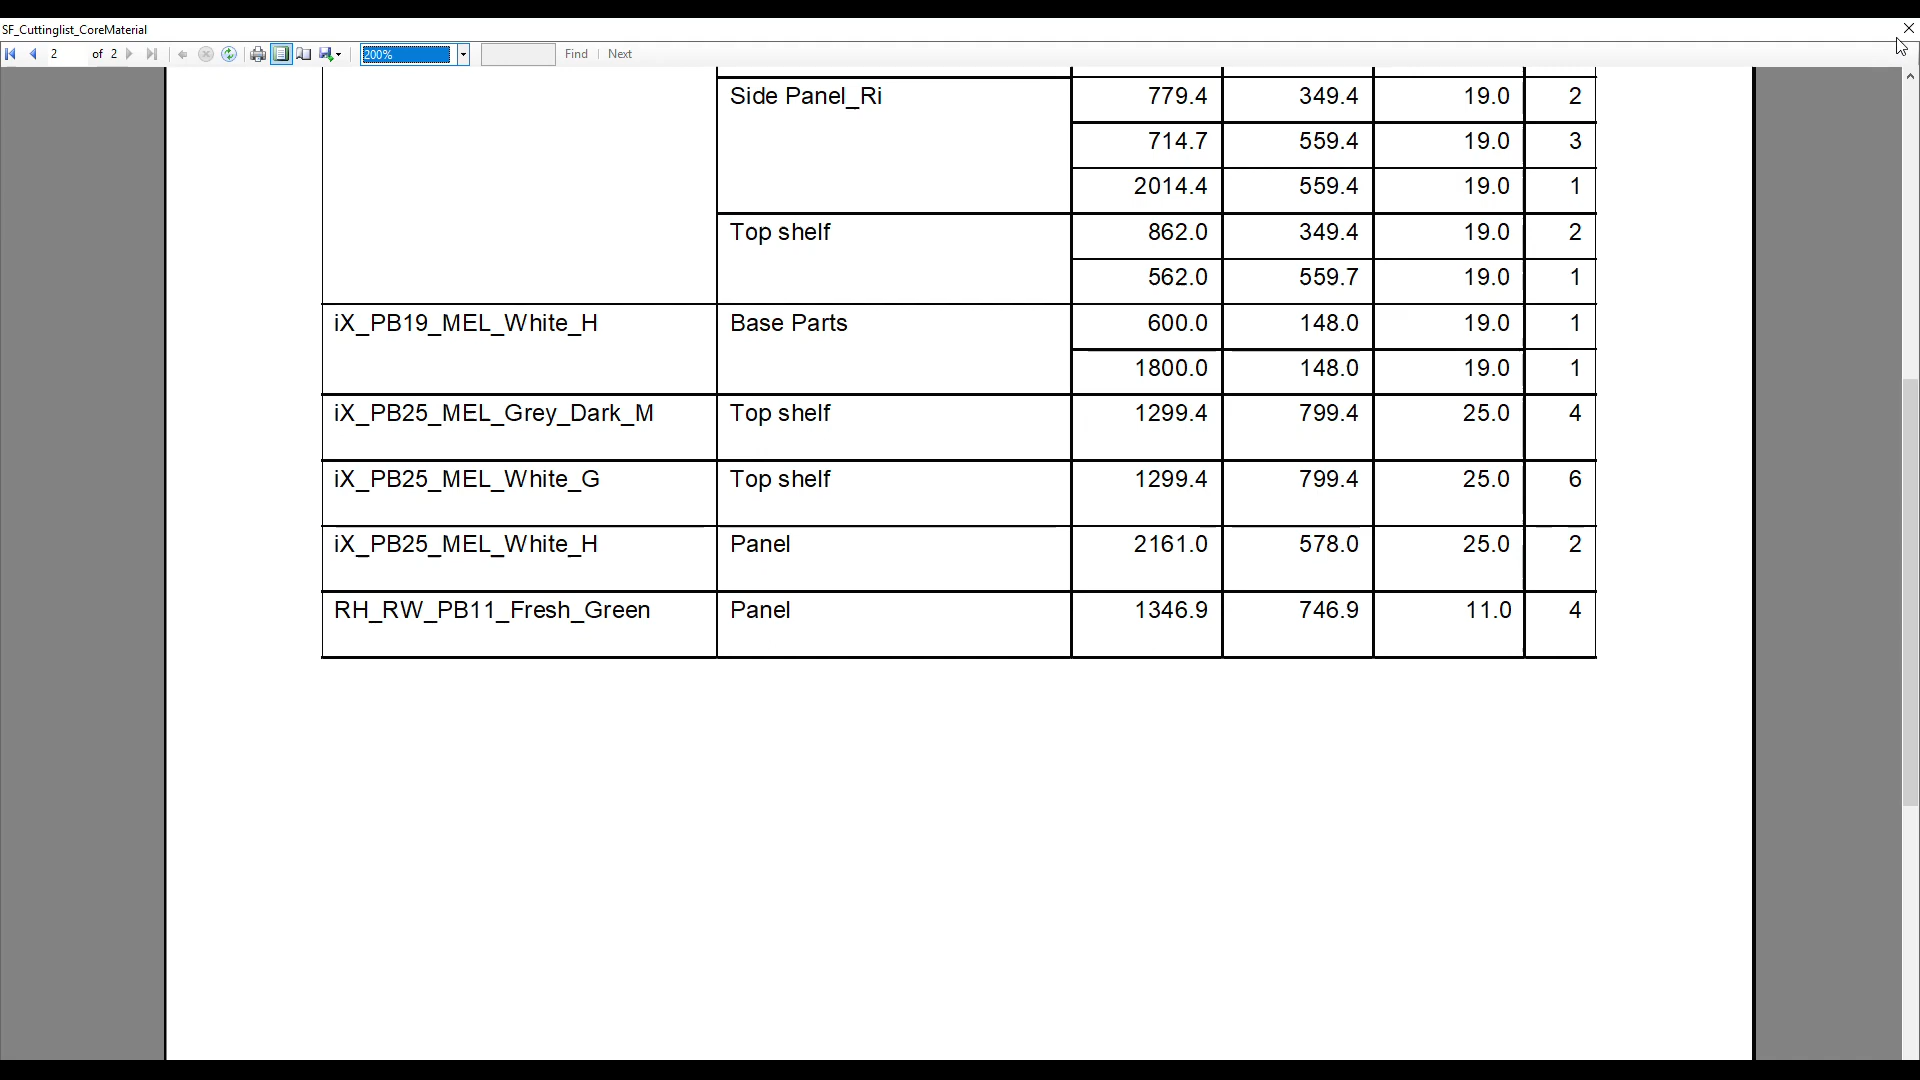 SF_Cuttinglist_CoreMaterial
2 of 2 200% Find Next
Side Panel_Ri 779.4 349.4 19.0 2
714.7 559.4 19.0 3
2014.4 559.4 19.0 1
Top shelf 862.0 349.4 19.0 2
562.0 559.7 19.0 1
iX_PB19_MEL_White_H Base Parts 600.0 148.0 19.0 1
1800.0 148.0 19.0 1
iX_PB25_MEL_Grey_Dark_M Top shelf 1299.4 799.4 25.0 4
iX_PB25_MEL_White_G Top shelf 1299.4 799.4 25.0 6
iX_PB25_MEL_White_H Panel 2161.0 578.0 25.0 2
RH_RW_PB11_Fresh_Green Panel 1346.9 746.9 11.0 4